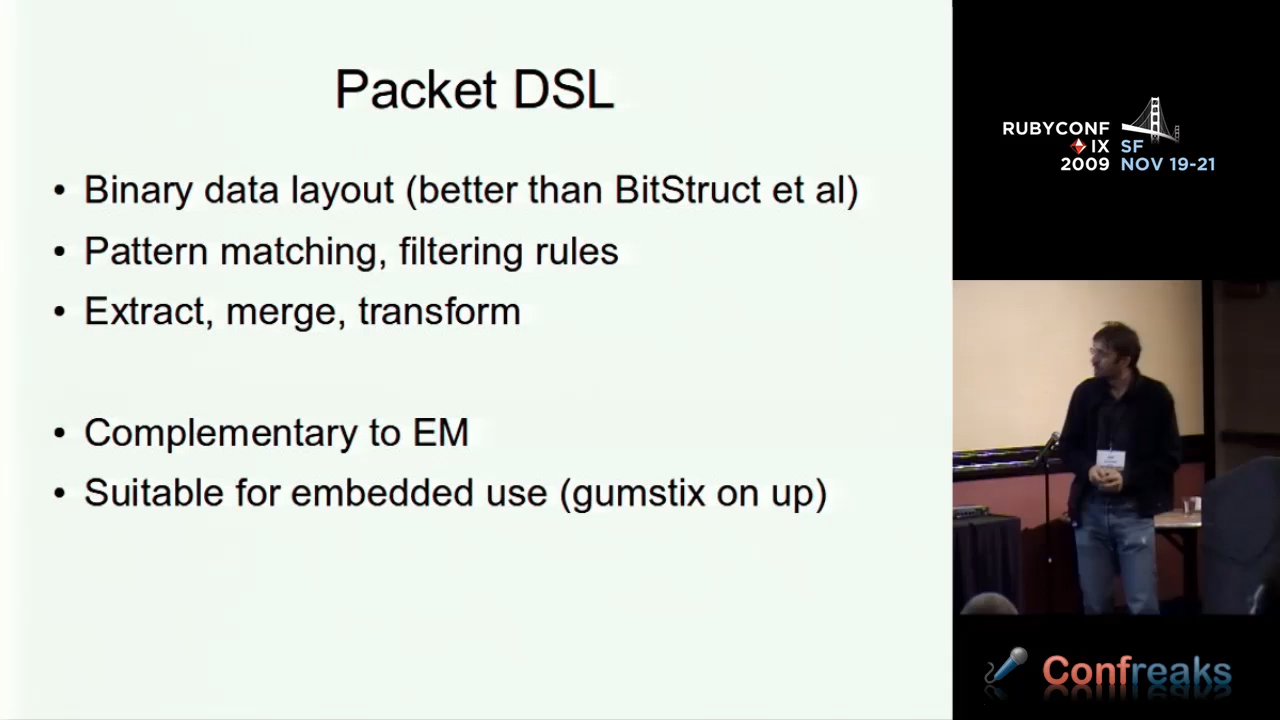 Packet DSL
• Binary data layout (better than BitStruct et al)
• Pattern matching, filtering rules
• Extract, merge, transform
• Complementary to EM
• Suitable for embedded use (gumstix on up)
RUBYCONF
IX SF
2009 NOV 19-21
Confreaks